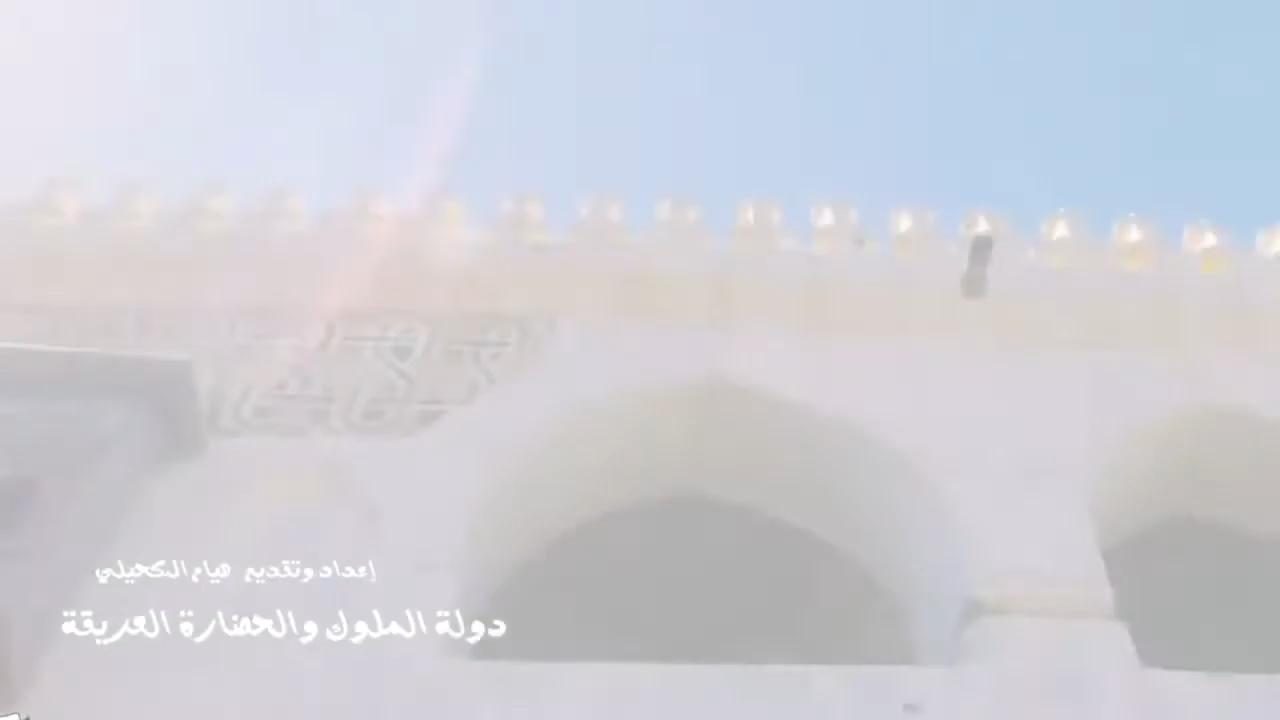 إعداد وتقديم هيام الكحيلي
دولة الملوك والحضارة العريقة